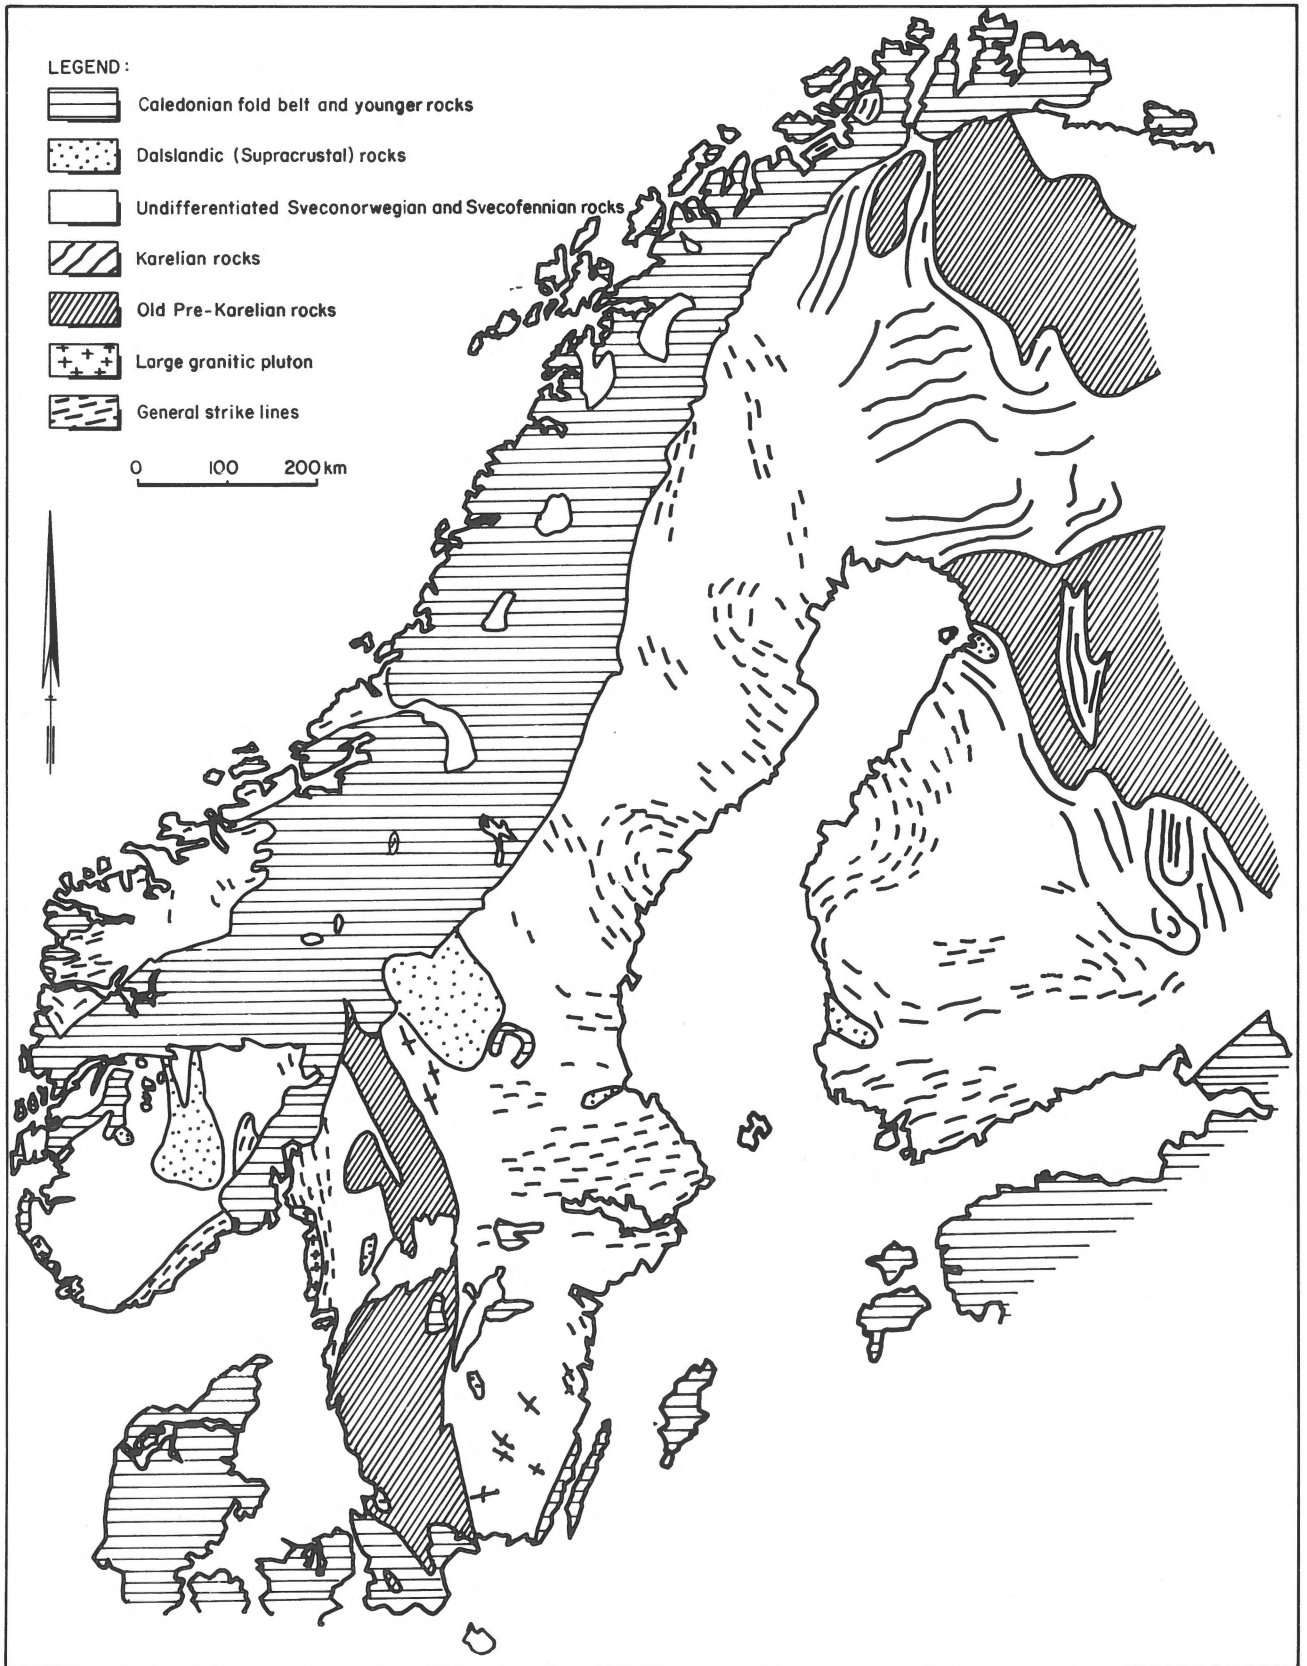 LEGEND:
Caledonian fold belt and younger rocks
Dalslandic (Supracrustal) rocks
Undifferentiated Sveconorwegian and Svecofennian rocks
Karelian rocks
Old Pre-Karelian rocks
Large granitic pluton
General strike lines
0 100 200 km